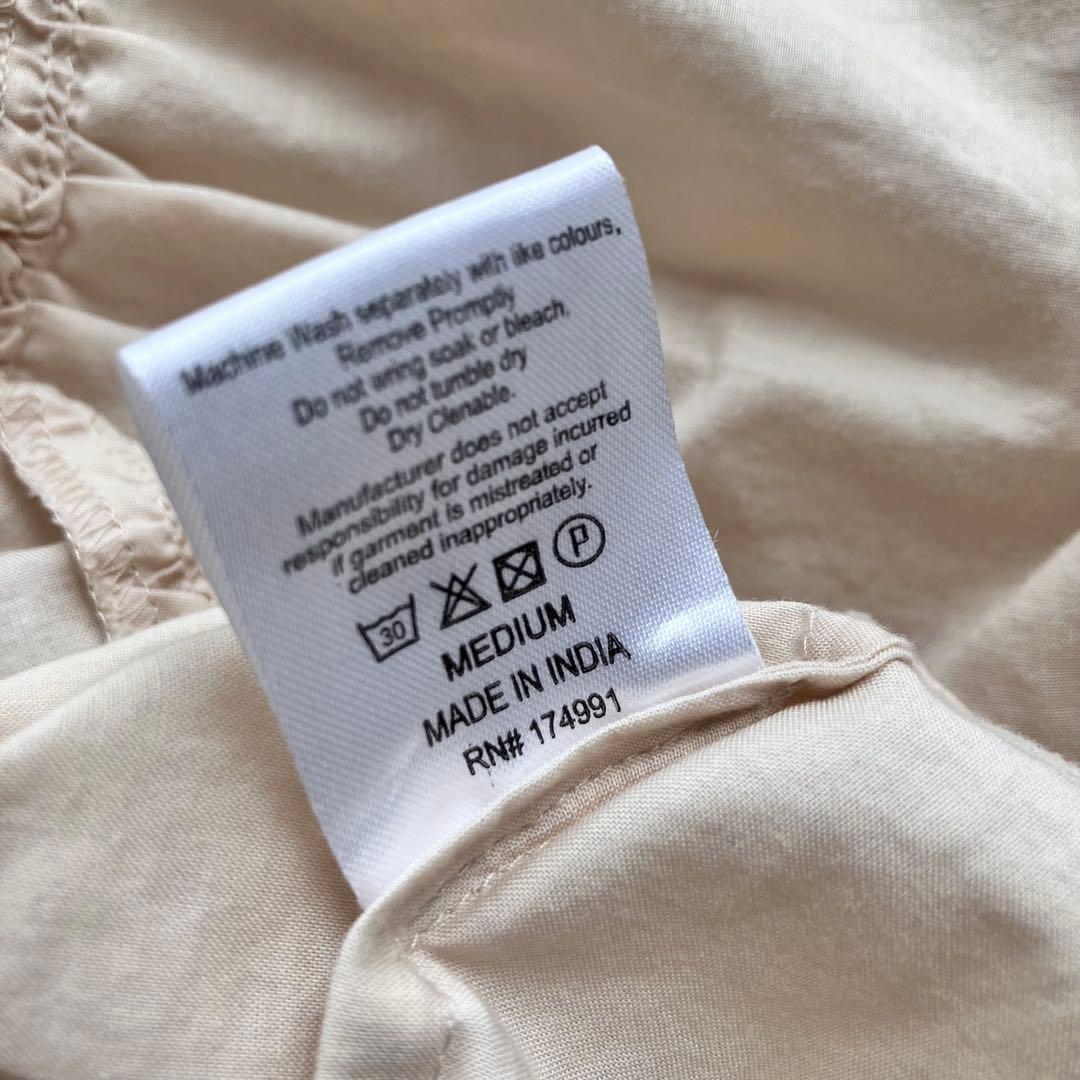 Machine Wash separately with like colours,
Remove Promptly
Do not wring soak or bleach.
Do not tumble dry
Dry Clenable.
Manufacturer does not accept
responsibility for damage incurred
if garment is mistreated or
cleaned inappropriately.
30 P
MEDIUM
MADE IN INDIA
RN# 174991